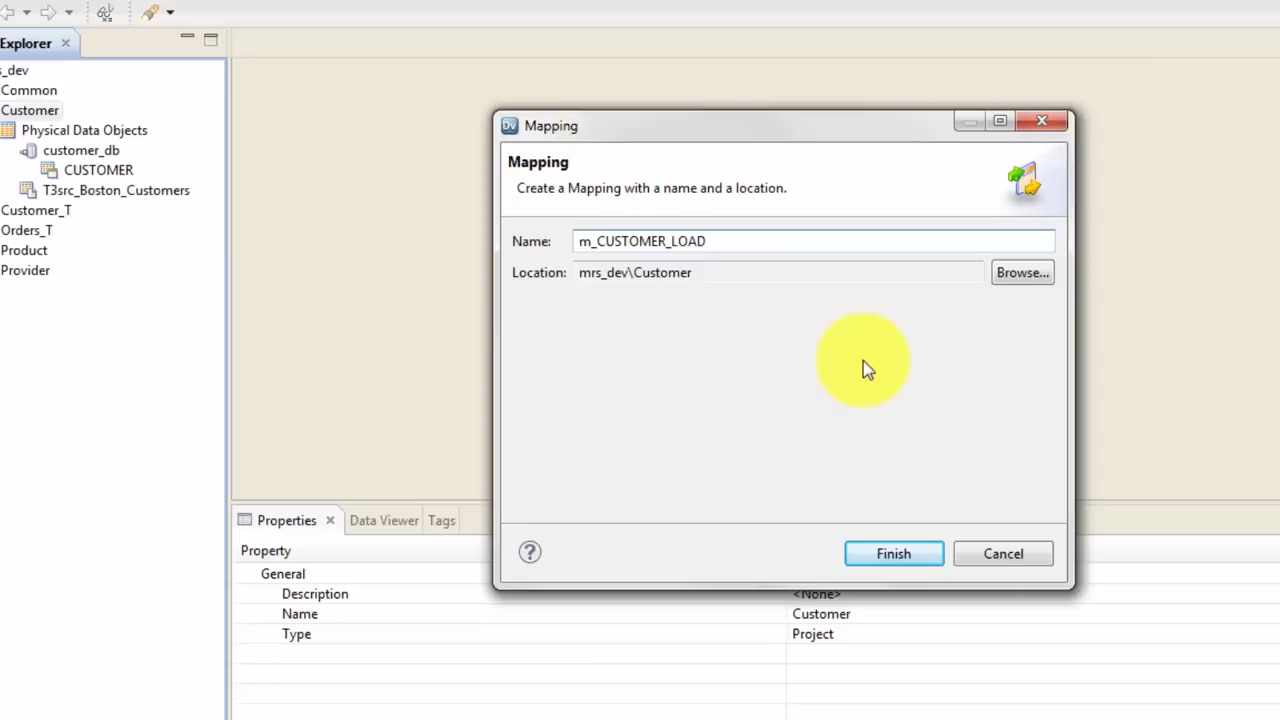 Explorer
s_dev
Common
Customer
Physical Data Objects
customer_db
CUSTOMER
T3src_Boston_Customers
Customer_T
Orders_T
Product
Provider
Dv Mapping
Mapping
Create a Mapping with a name and a location.
Name: m_CUSTOMER_LOAD
Location: mrs_dev\Customer Browse...
? Finish Cancel
Properties Data Viewer Tags
Property
General
Description <None>
Name Customer
Type Project